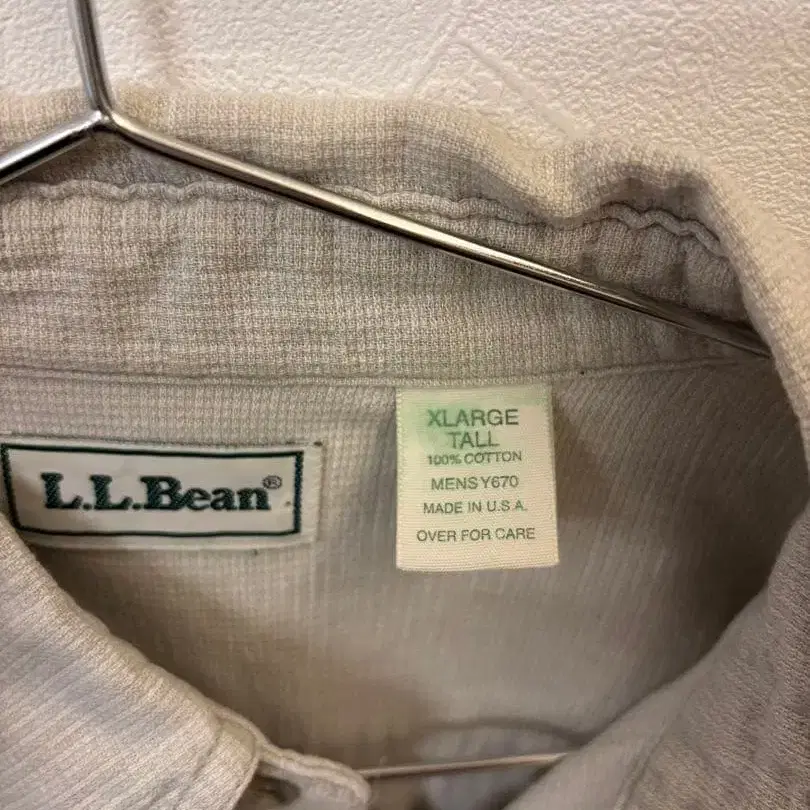 L.L.Bean®
XLARGE
TALL
100% COTTON
MENS Y670
MADE IN U.S.A.
OVER FOR CARE